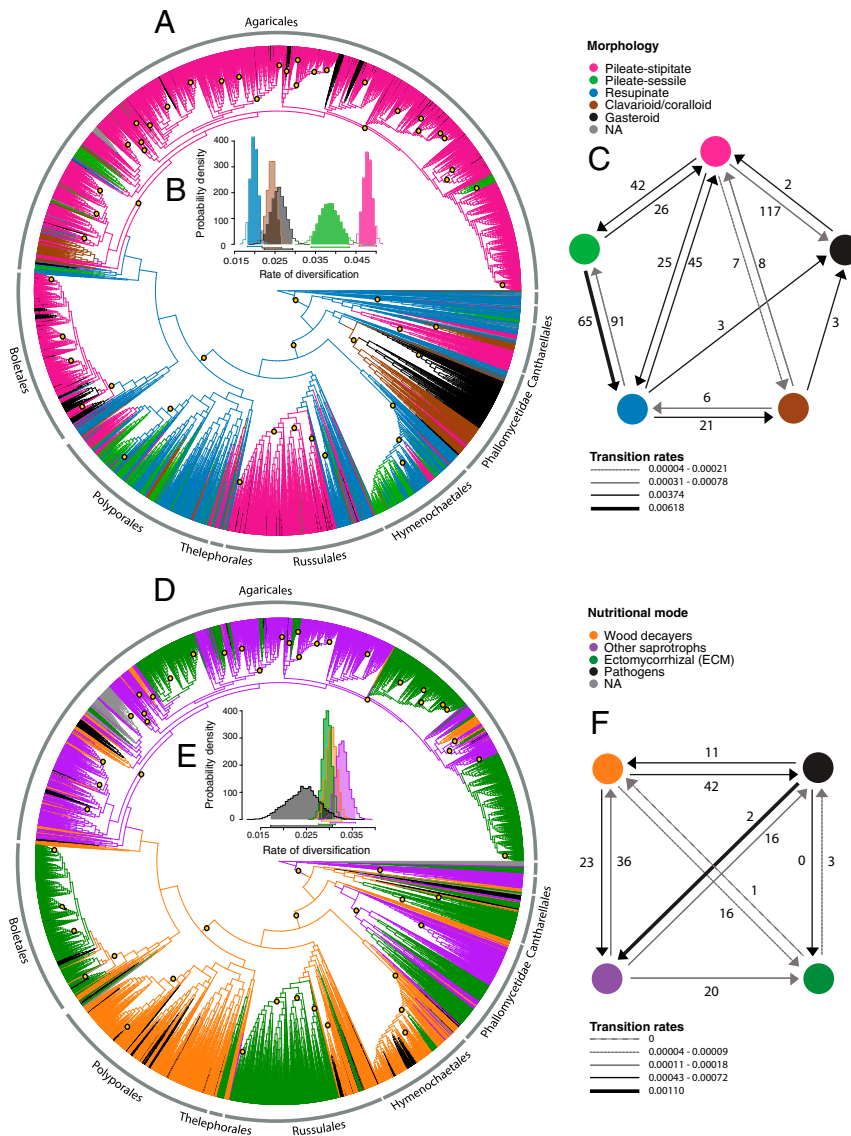 A
Agaricales
Boletales
Polyporales
Thelephorales
Russulales
Hymenochaetales
Phallomycetidae
Cantharellales
B
Probability density
400
300
200
100
0
0.015
0.025
0.035
0.045
Rate of diversification
Morphology
Pileate-stipitate
Pileate-sessile
Resupinate
Clavarioid/coralloid
Gasteroid
NA
C
42
26
2
117
25
45
7
8
65
91
3
3
6
21
Transition rates
0.00004 - 0.00021
0.00031 - 0.00078
0.00374
0.00618
D
Agaricales
Boletales
Polyporales
Thelephorales
Russulales
Hymenochaetales
Phallomycetidae
Cantharellales
E
Probability density
400
300
200
100
0
0.015
0.025
0.035
Rate of diversification
Nutritional mode
Wood decayers
Other saprotrophs
Ectomycorrhizal (ECM)
Pathogens
NA
F
11
42
2
16
23
36
0
3
1
16
20
Transition rates
0
0.00004 - 0.00009
0.00011 - 0.00018
0.00043 - 0.00072
0.00110